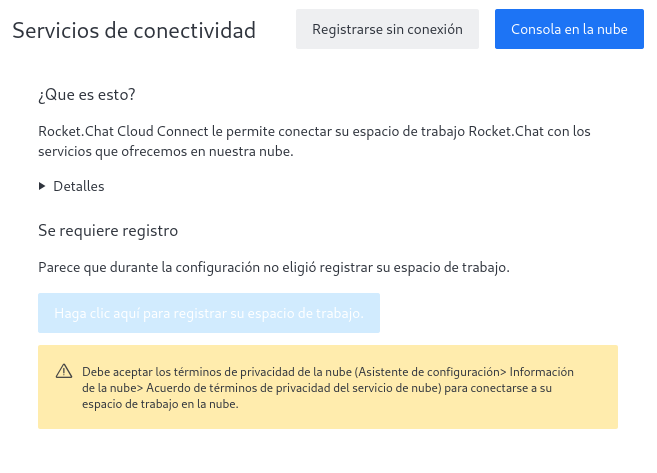 Servicios de conectividad
Registrarse sin conexión
Consola en la nube
¿Que es esto?
Rocket.Chat Cloud Connect le permite conectar su espacio de trabajo Rocket.Chat con los
servicios que ofrecemos en nuestra nube.
Detalles
Se requiere registro
Parece que durante la configuración no eligió registrar su espacio de trabajo.
Haga clic aquí para registrar su espacio de trabajo.
Debe aceptar los términos de privacidad de la nube (Asistente de configuración> Información
de la nube> Acuerdo de términos de privacidad del servicio de nube) para conectarse a su
espacio de trabajo en la nube.